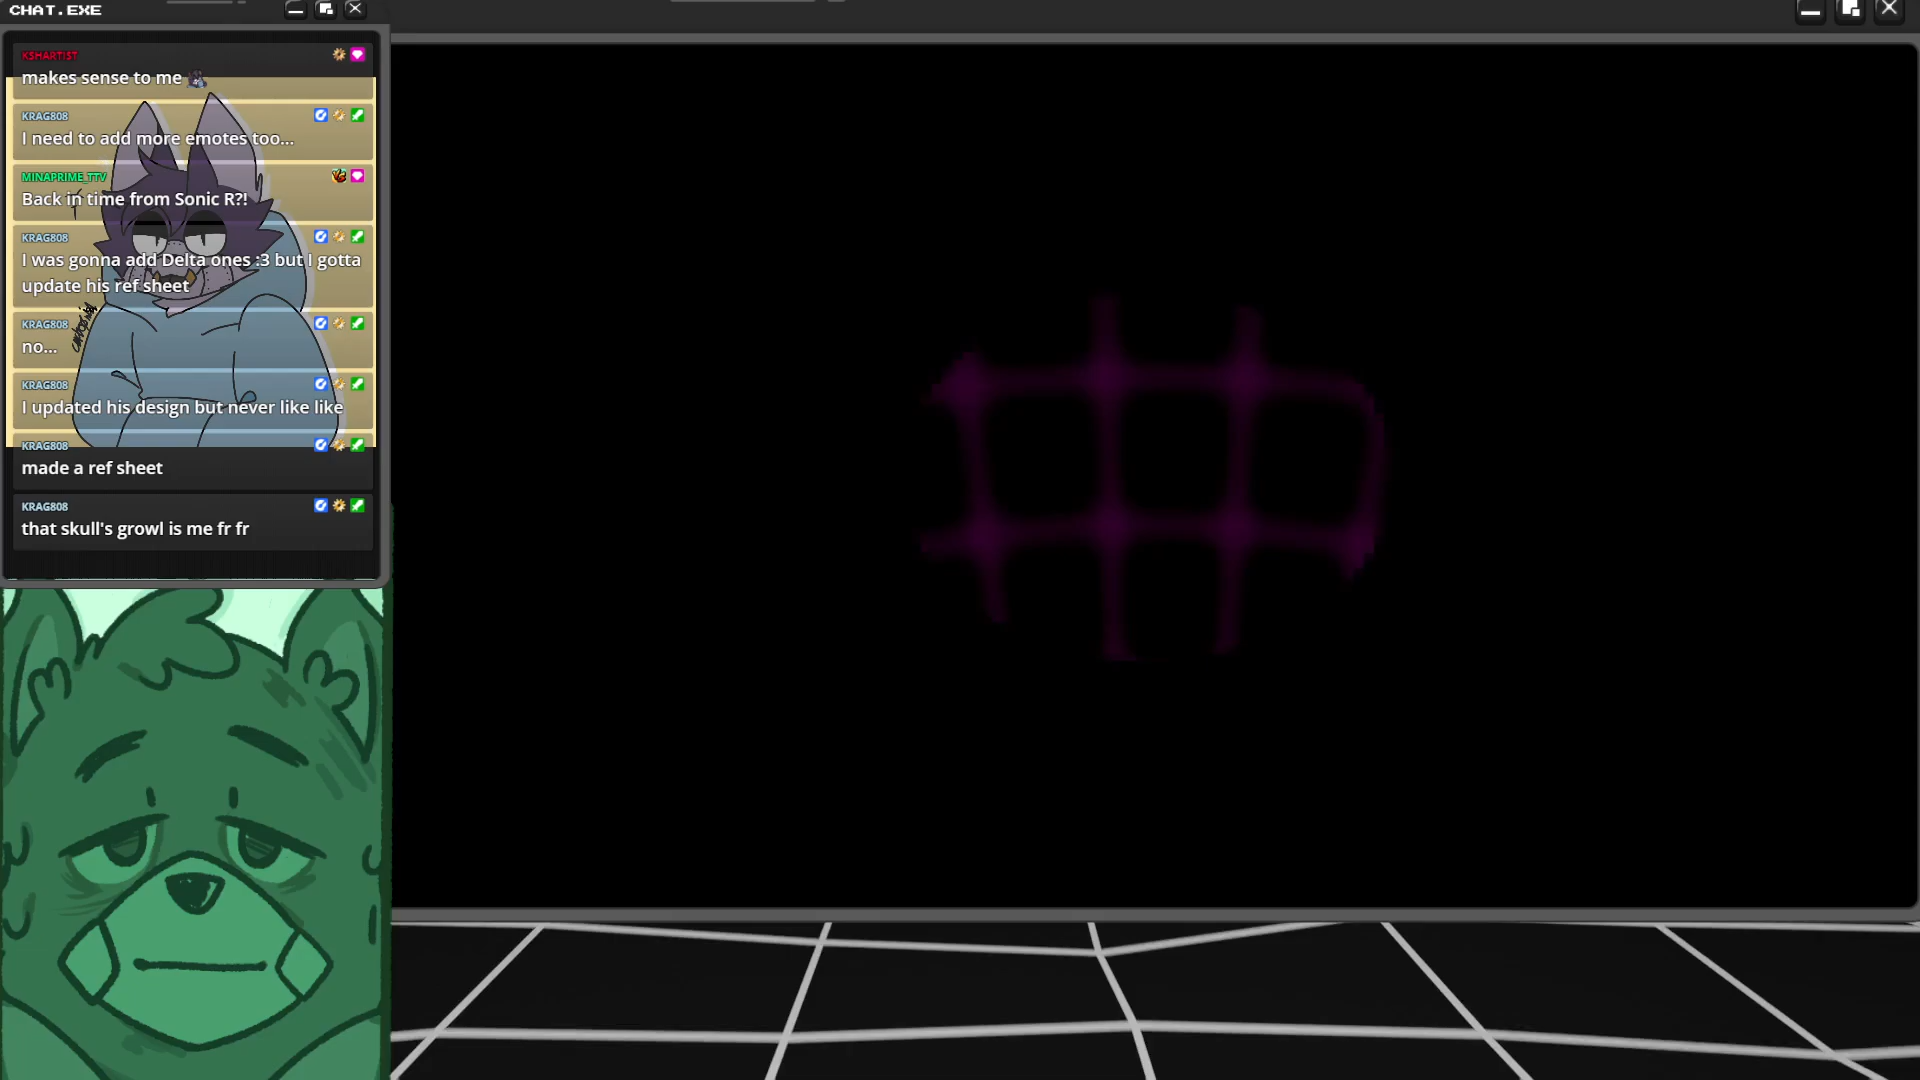 CHAT.EXE
KSHARTIST
makes sense to me
KRAG808
I need to add more emotes too...
MINAPRIME_TTV
Back in time from Sonic R?!
KRAG808
I was gonna add Delta ones :3 but I gotta
update his ref sheet
KRAG808
no...
KRAG808
I updated his design but never like like
KRAG808
made a ref sheet
KRAG808
that skull's growl is me fr fr